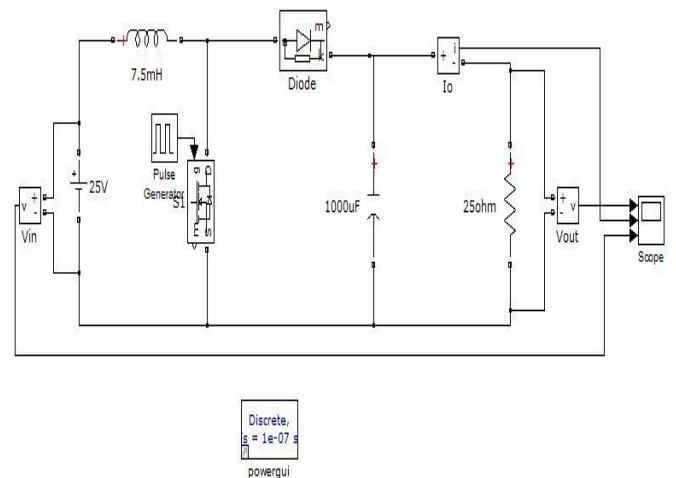 m
k
Diode
7.5mH
i
+
-
Io
Pulse
Generator
g
D
S1
m
S
+
25V
v
+
-
Vin
1000uF
25ohm
+
-
v
Vout
Scope
Discrete,
s = 1e-07 s
powergui